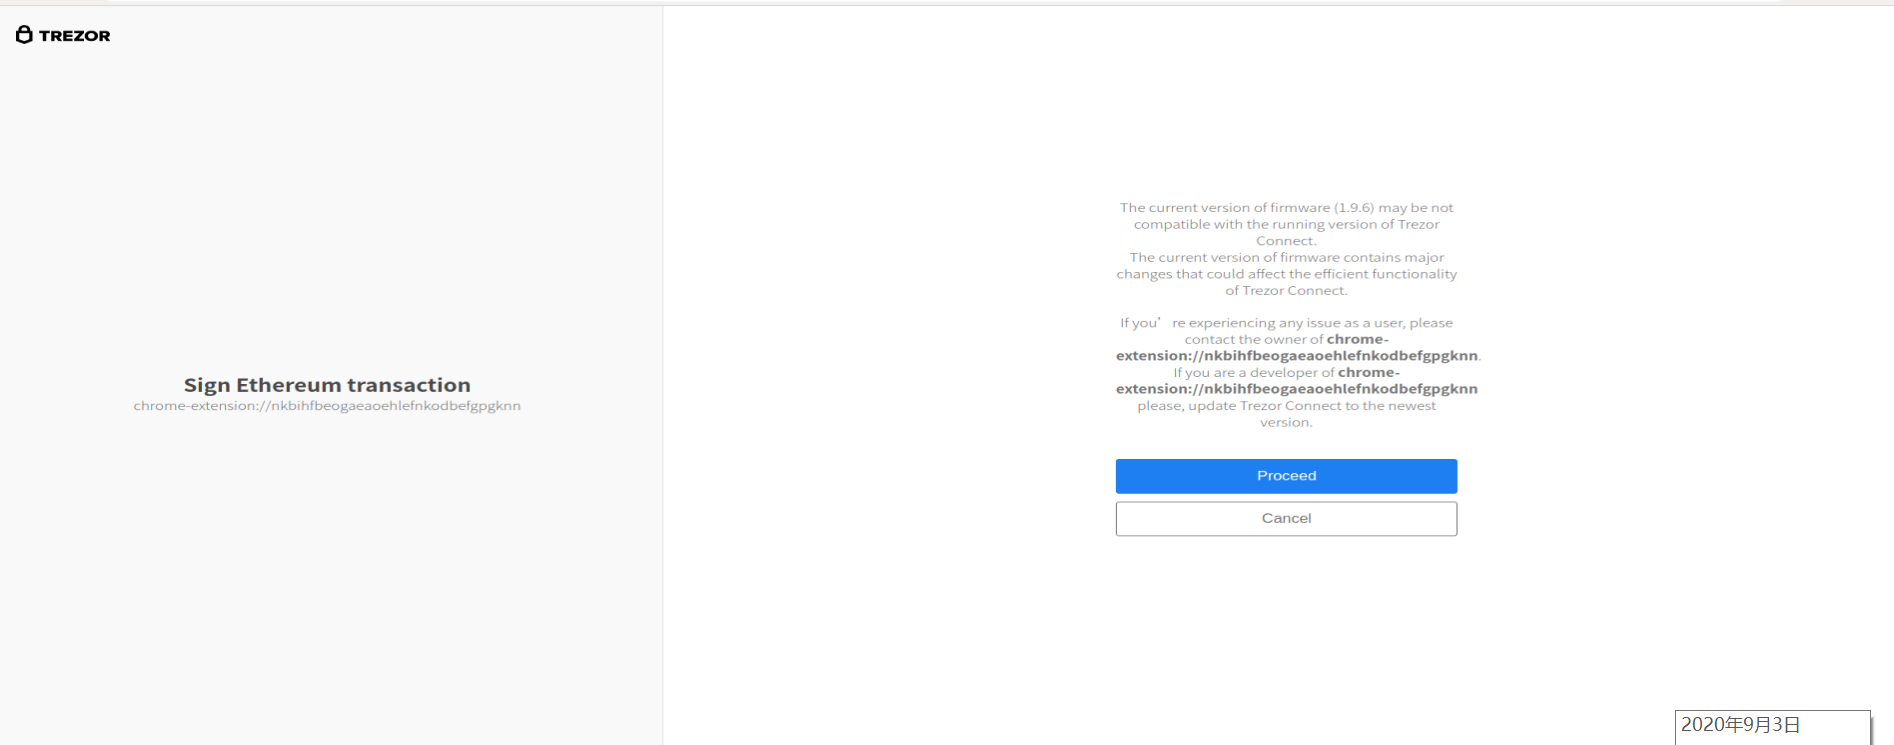 TREZOR
Sign Ethereum transaction
chrome-extension://nkbihfbeogaeaoehlefnkodbefgpgknn
The current version of firmware (1.9.6) may be not
compatible with the running version of Trezor
Connect.
The current version of firmware contains major
changes that could affect the efficient functionality
of Trezor Connect.
If you’re experiencing any issue as a user, please
contact the owner of chrome-
extension://nkbihfbeogaeaoehlefnkodbefgpgknn.
If you are a developer of chrome-
extension://nkbihfbeogaeaoehlefnkodbefgpgknn
please, update Trezor Connect to the newest
version.
Proceed
Cancel
2020年9月3日